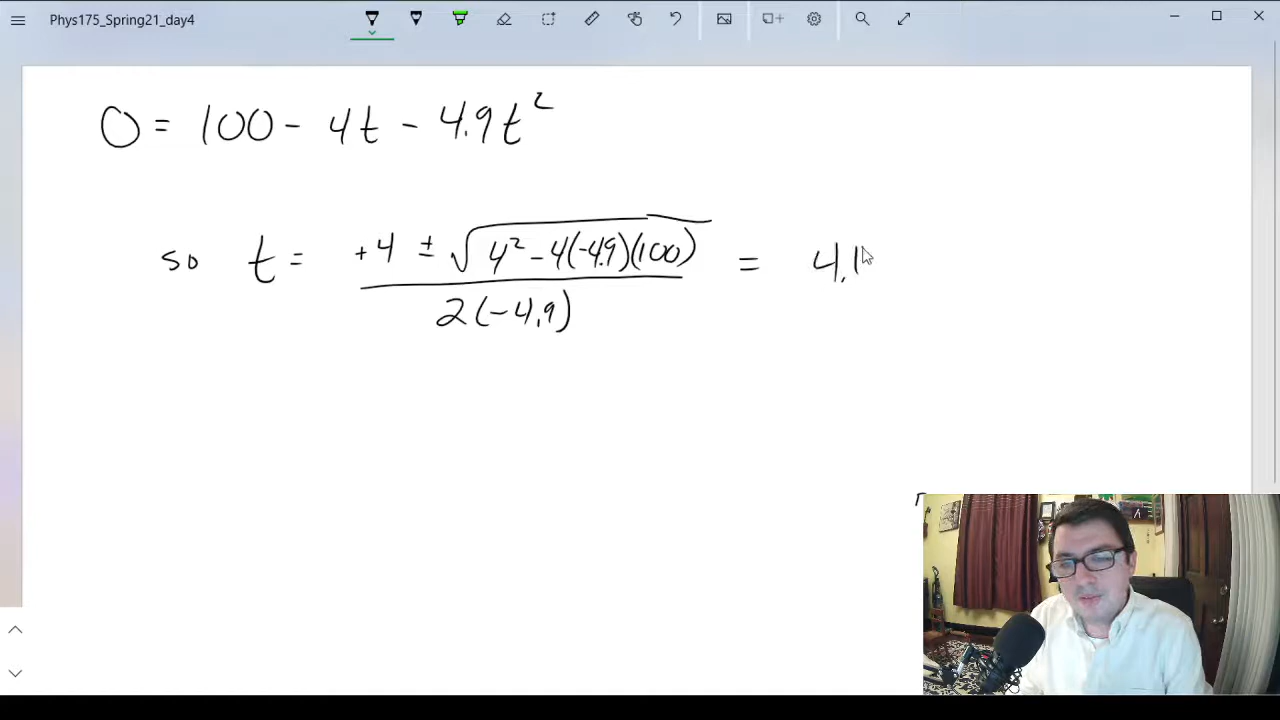 Phys175_Spring21_day4
0 = 100 - 4t - 4.9t²
so t = +4 ± √(4² - 4(-4.9)(100)) / 2(-4.9) = 4.1